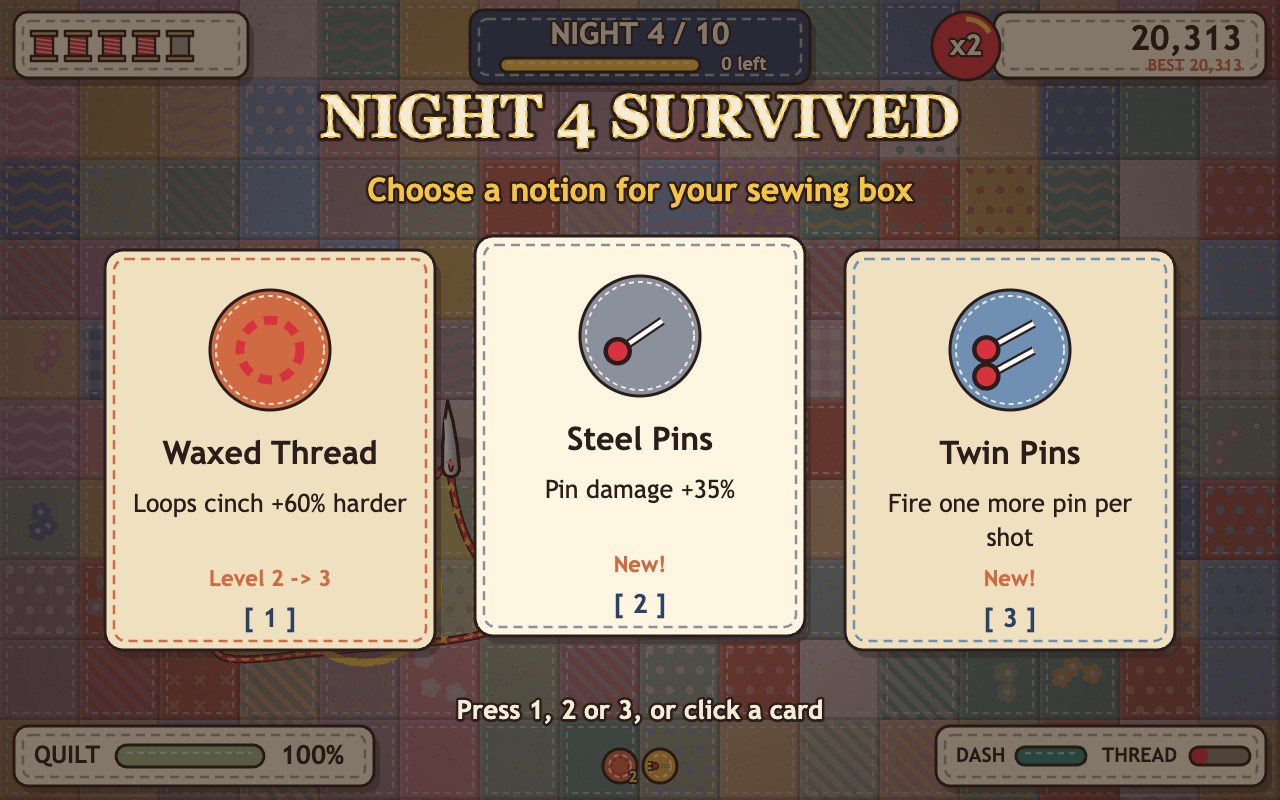 NIGHT 4 / 10
0 left
x2
20,313
BEST 20,313
NIGHT 4 SURVIVED
Choose a notion for your sewing box
Waxed Thread
Loops cinch +60% harder
Level 2 -> 3
[ 1 ]
Steel Pins
Pin damage +35%
New!
[ 2 ]
Twin Pins
Fire one more pin per
shot
New!
[ 3 ]
Press 1, 2 or 3, or click a card
QUILT 100%
2
DASH THREAD